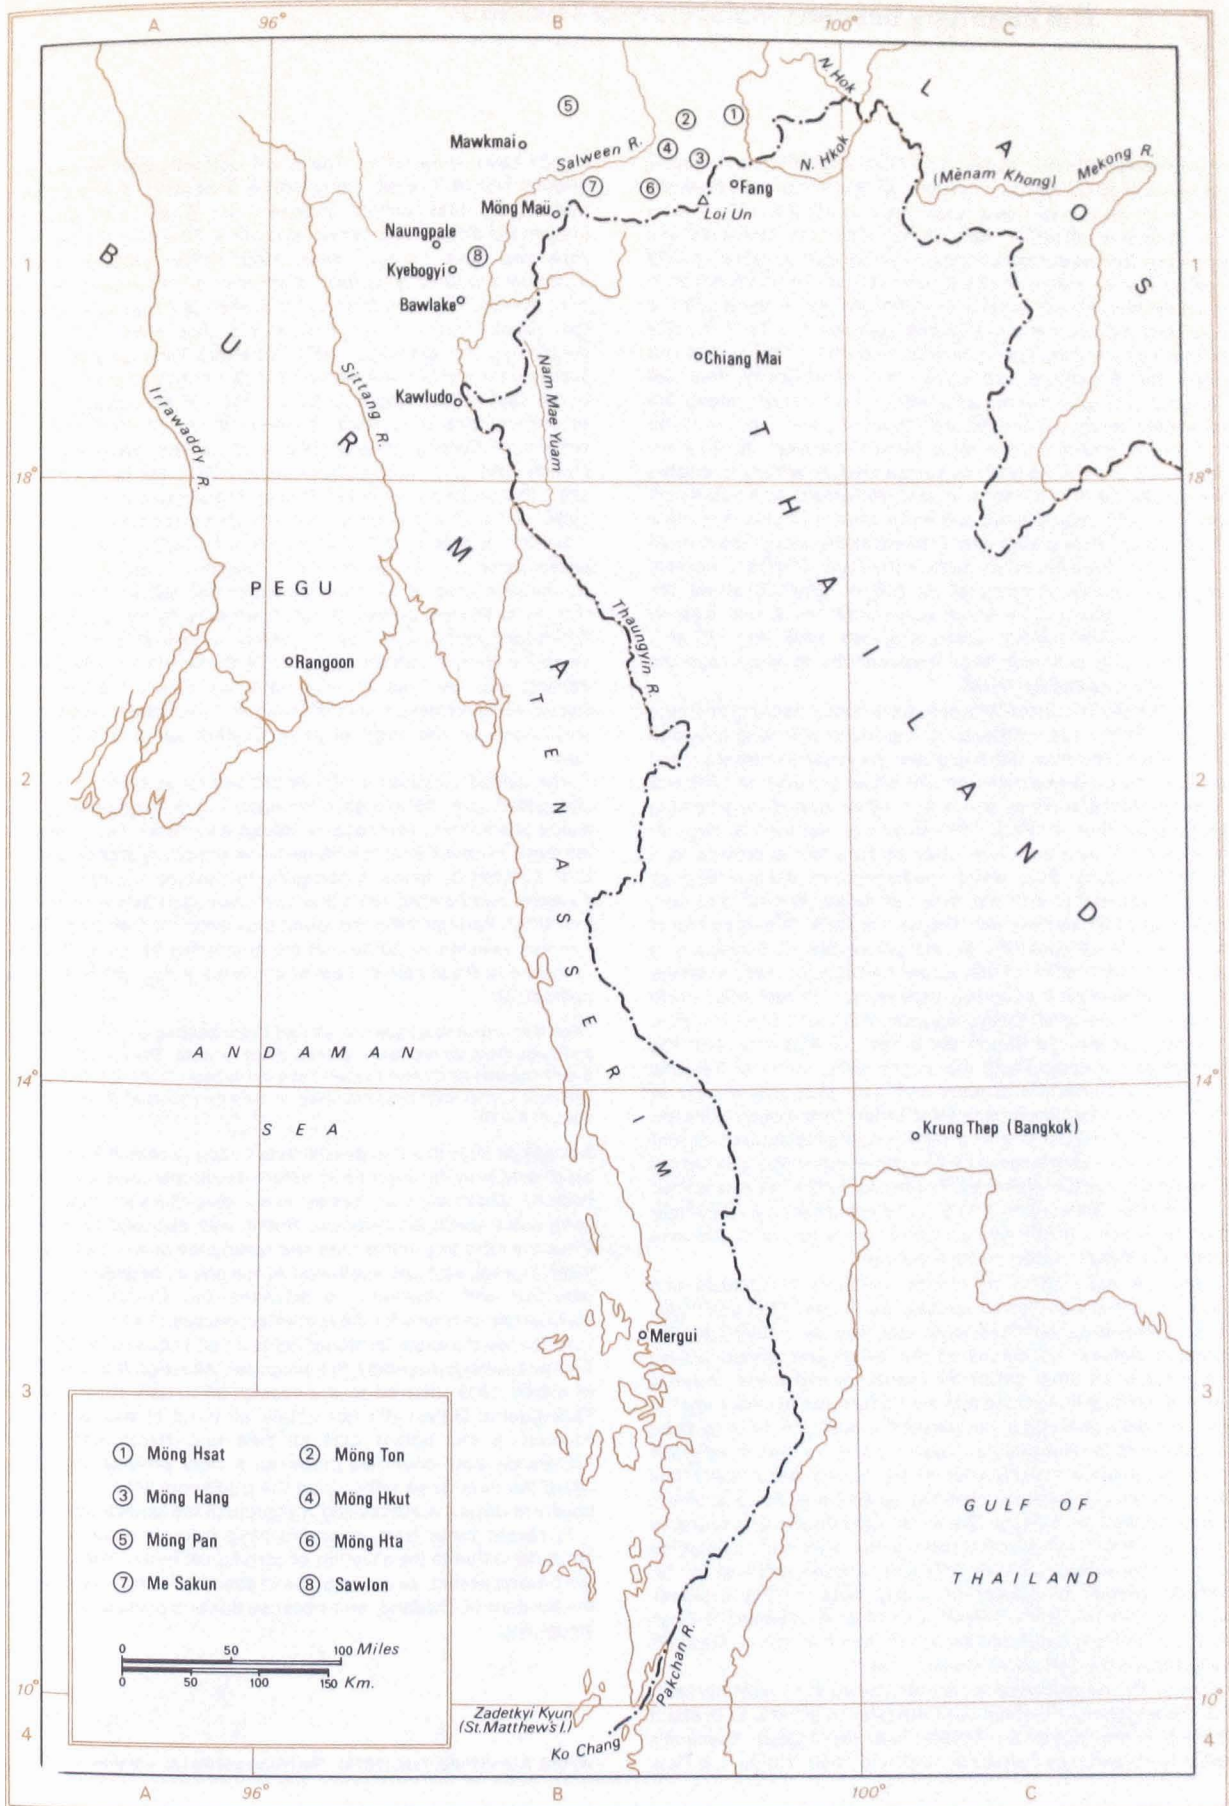 A
96°
B
100°
C
N. Hok
L
A
O
S
⑤
②
①
Mawkmai
Salween R.
④
③
N. Hkok
(Mènam Khong)
Mekong R.
⑦
⑥
Fang
Möng Maü
Loi Un
Naungpale
⑧
B
U
R
M
A
1
1
Kyebogyi
Bawlake
Chiang Mai
Nam Mae Yuam
Sittang R.
Irrawaddy R.
Kawludo
T
H
A
I
L
A
N
D
18°
18°
PEGU
Thaungyin R.
Rangoon
T
E
N
A
S
S
E
R
I
M
2
2
ANDAMAN
SEA
14°
14°
Krung Thep (Bangkok)
Mergui
3
3
① Möng Hsat
② Möng Ton
③ Möng Hang
④ Möng Hkut
⑤ Möng Pan
⑥ Möng Hta
⑦ Me Sakun
⑧ Sawlon
GULF OF
THAILAND
0 50 100 Miles
0 50 100 150 Km.
Pakchan R.
10°
10°
Zadetkyi Kyun
(St. Matthew's I.)
Ko Chang
4
4
A
96°
B
100°
C